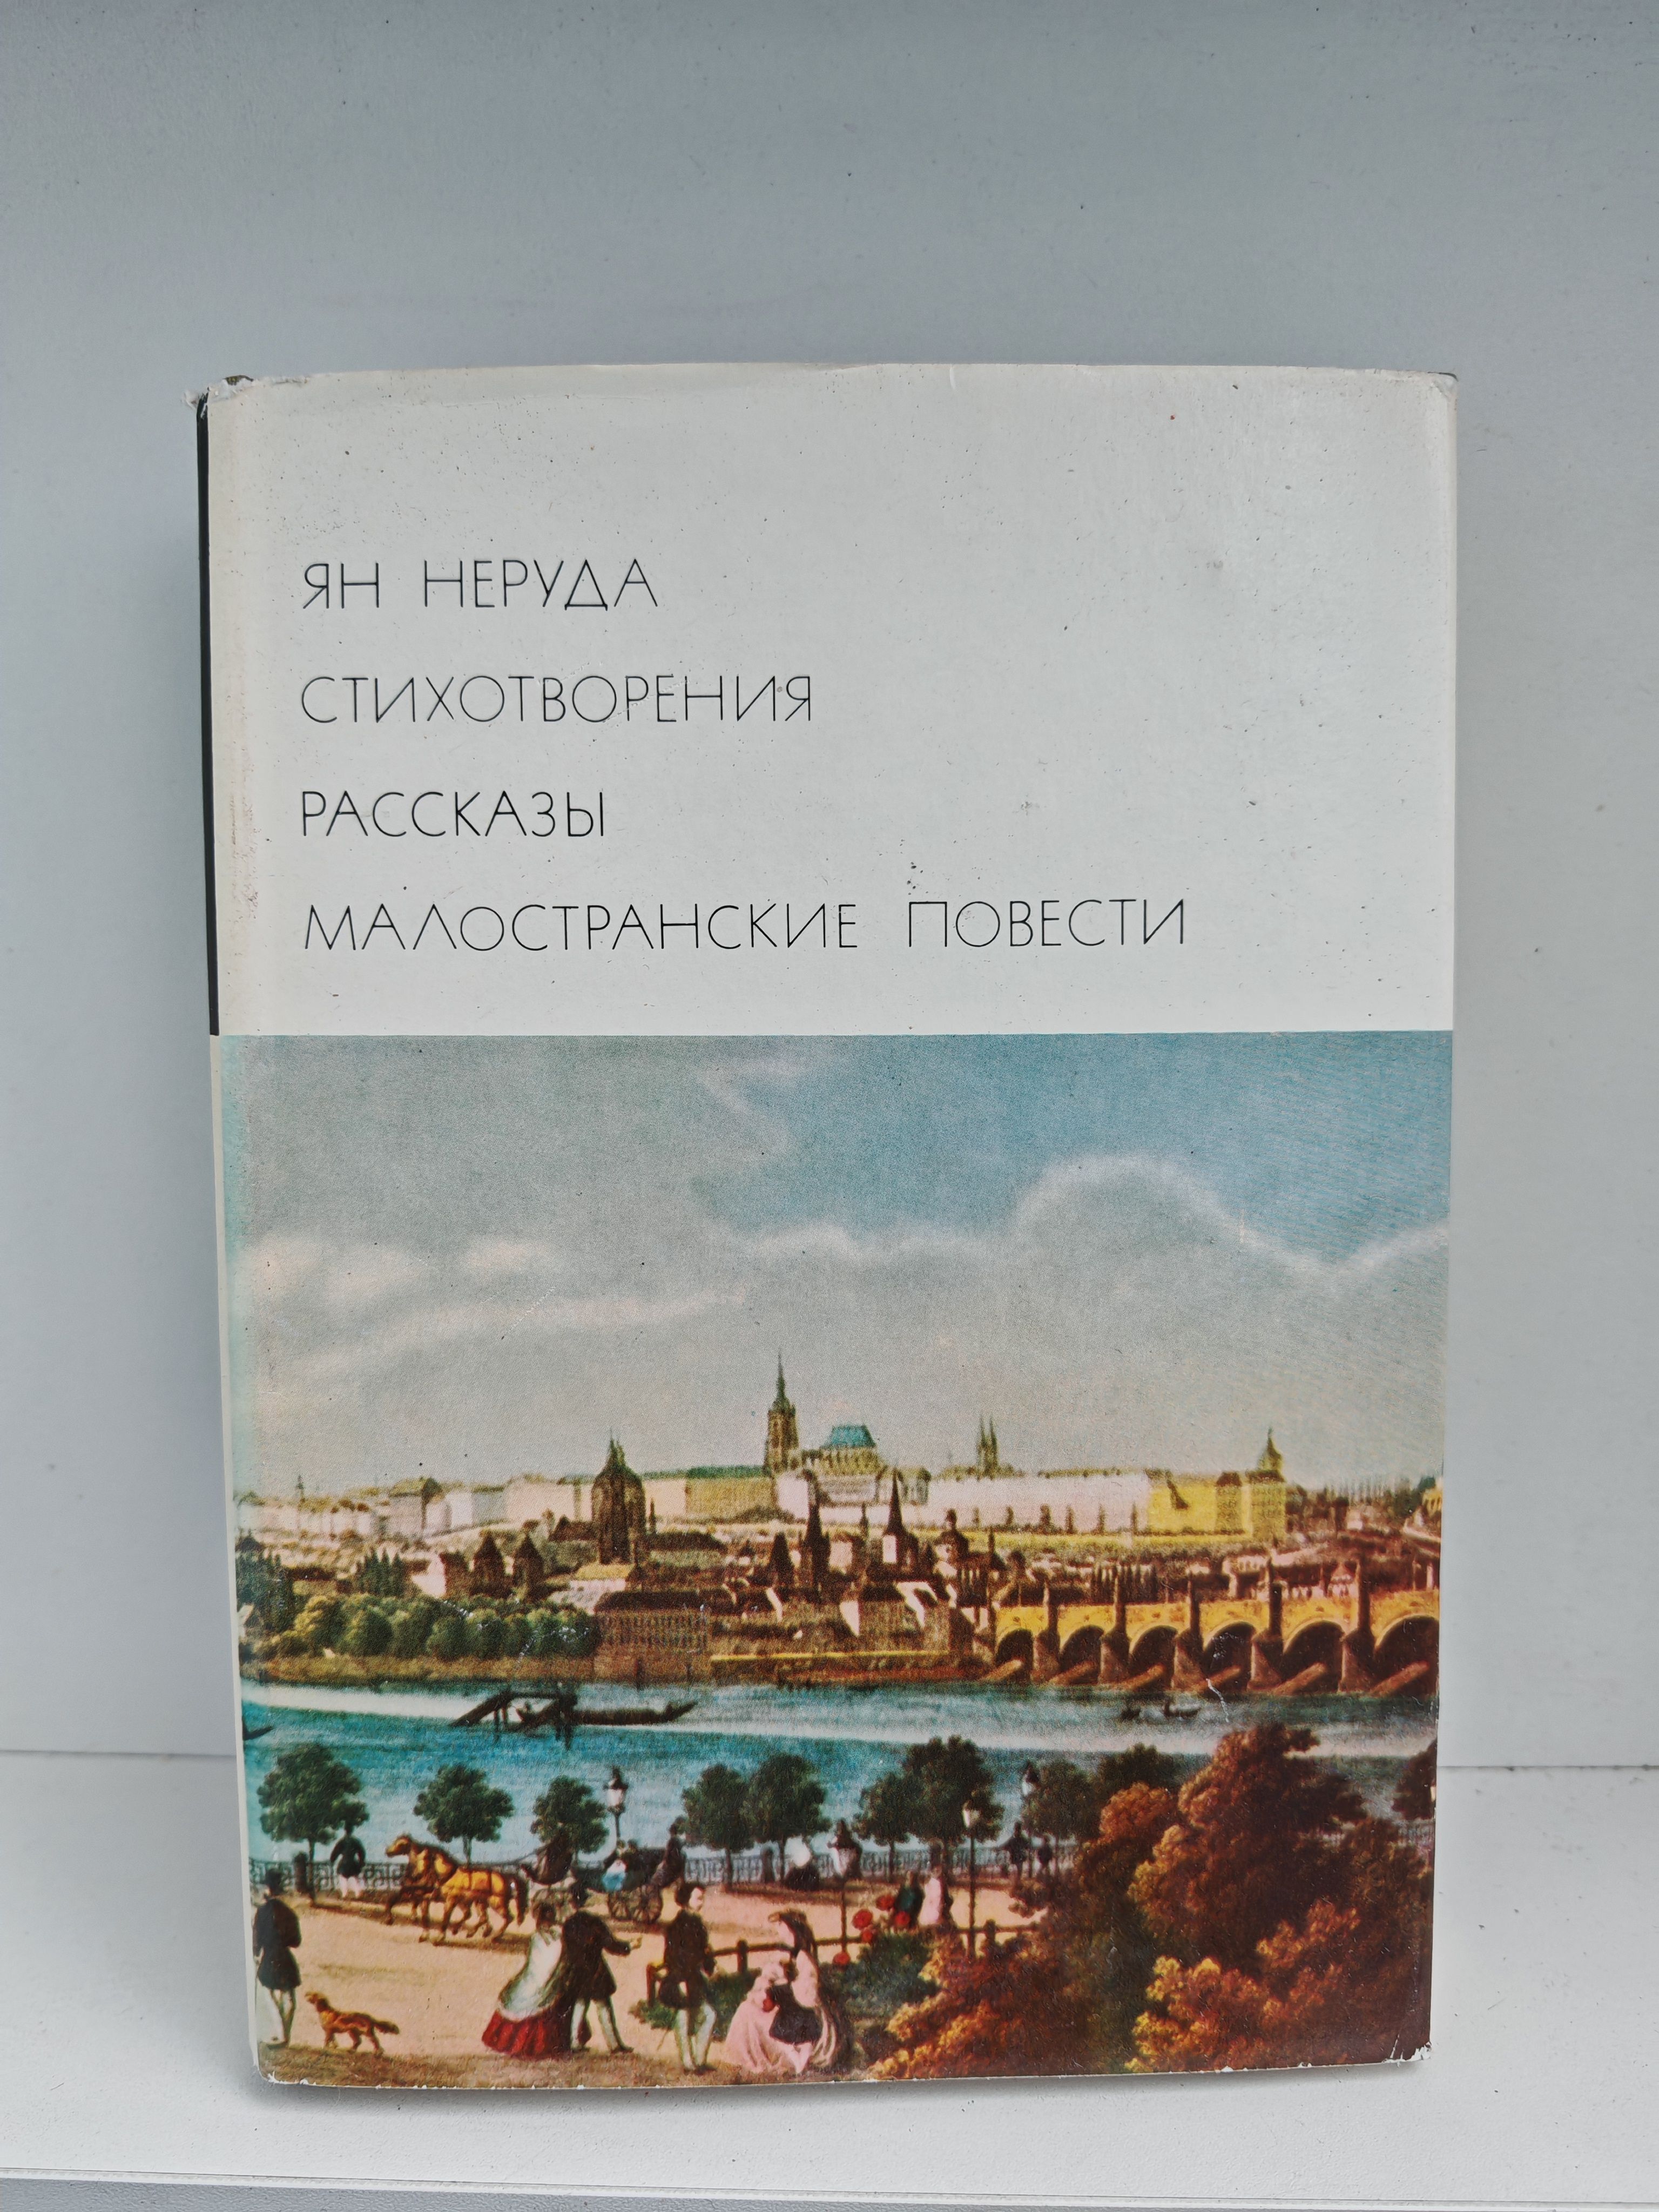 ЯН НЕРУДА
СТИХОТВОРЕНИЯ
РАССКАЗЫ
МАЛОСТРАНСКИЕ ПОВЕСТИ